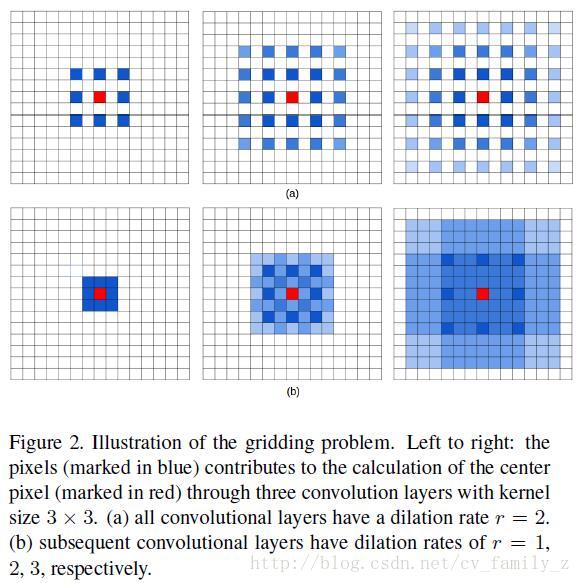 (a)
(b)
Figure 2. Illustration of the gridding problem. Left to right: the
pixels (marked in blue) contributes to the calculation of the center
pixel (marked in red) through three convolution layers with kernel
size 3 × 3. (a) all convolutional layers have a dilation rate r = 2.
(b) subsequent convolutional layers have dilation rates of r = 1,
2, 3, respectively.
http://blog.csdn.net/cv_family_z